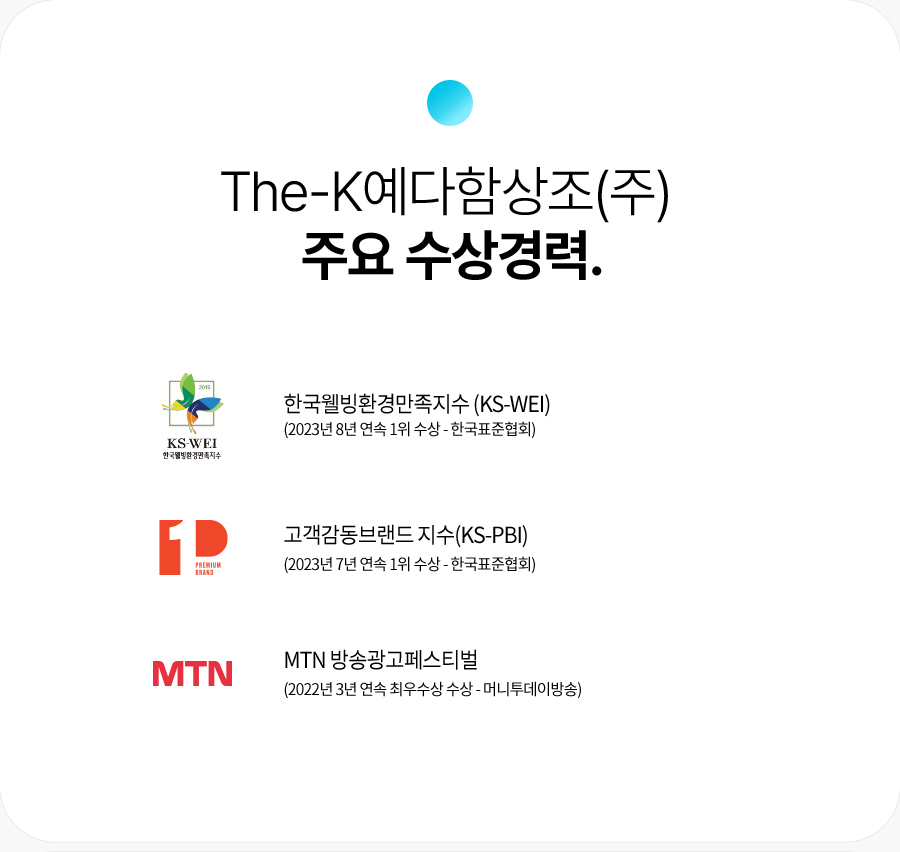 The-K예다함상조(주)
주요 수상경력.
2019
KS-WEI
한국웰빙환경만족지수
한국웰빙환경만족지수 (KS-WEI)
(2023년 8년 연속 1위 수상 - 한국표준협회)
1P
PREMIUM
BRAND
고객감동브랜드 지수(KS-PBI)
(2023년 7년 연속 1위 수상 - 한국표준협회)
MTN
MTN 방송광고페스티벌
(2022년 3년 연속 최우수상 수상 - 머니투데이방송)